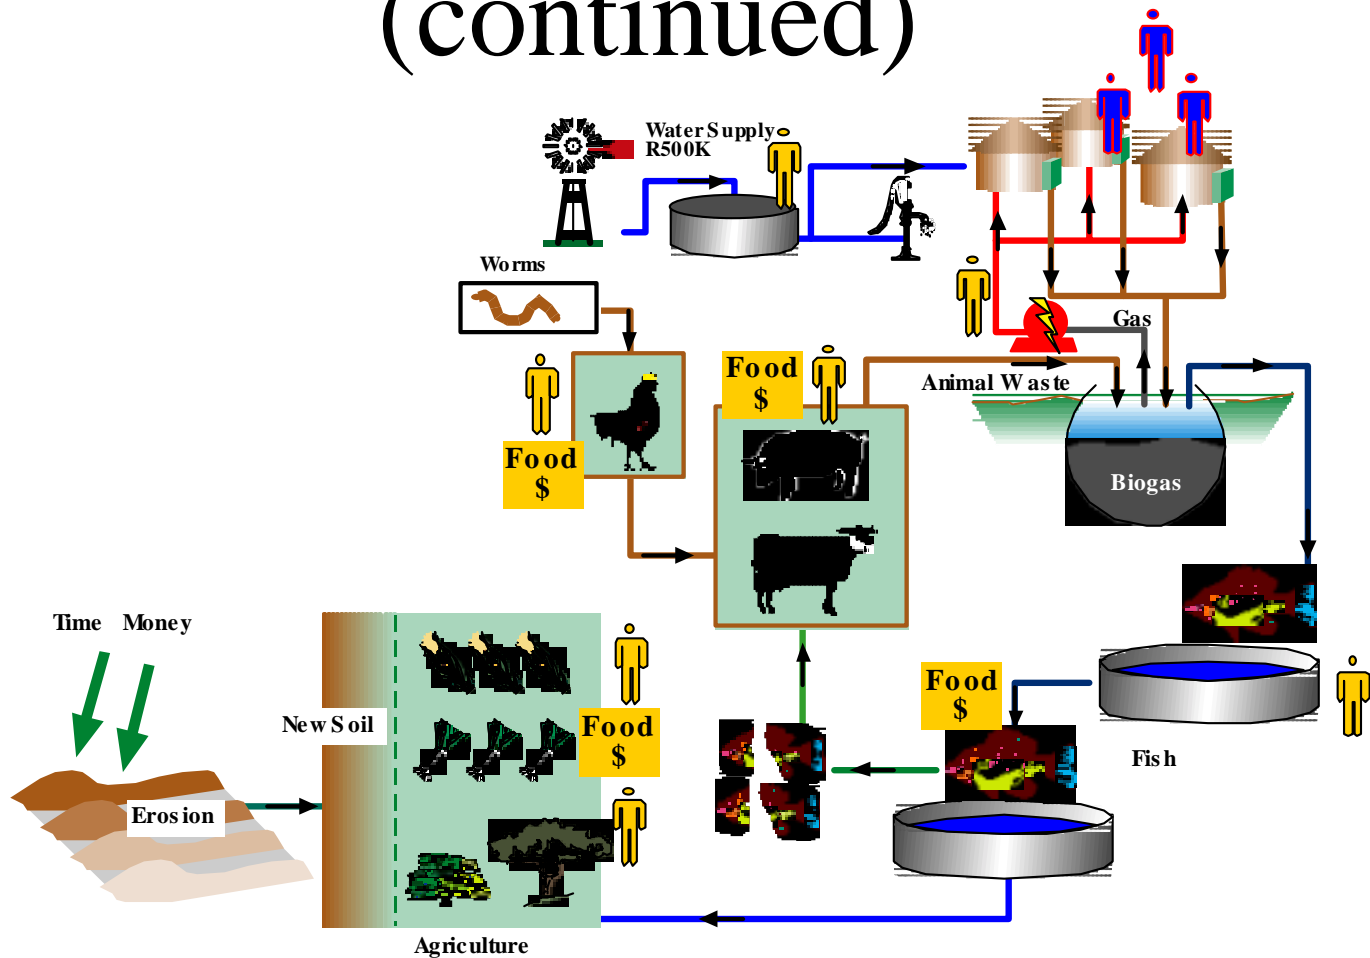 (continued)
Water Supply
R500K
Worms
Gas
Food
$
Animal Waste
Food
$
Biogas
Time Money
New Soil
Food
$
Food
$
Fish
Erosion
Agriculture